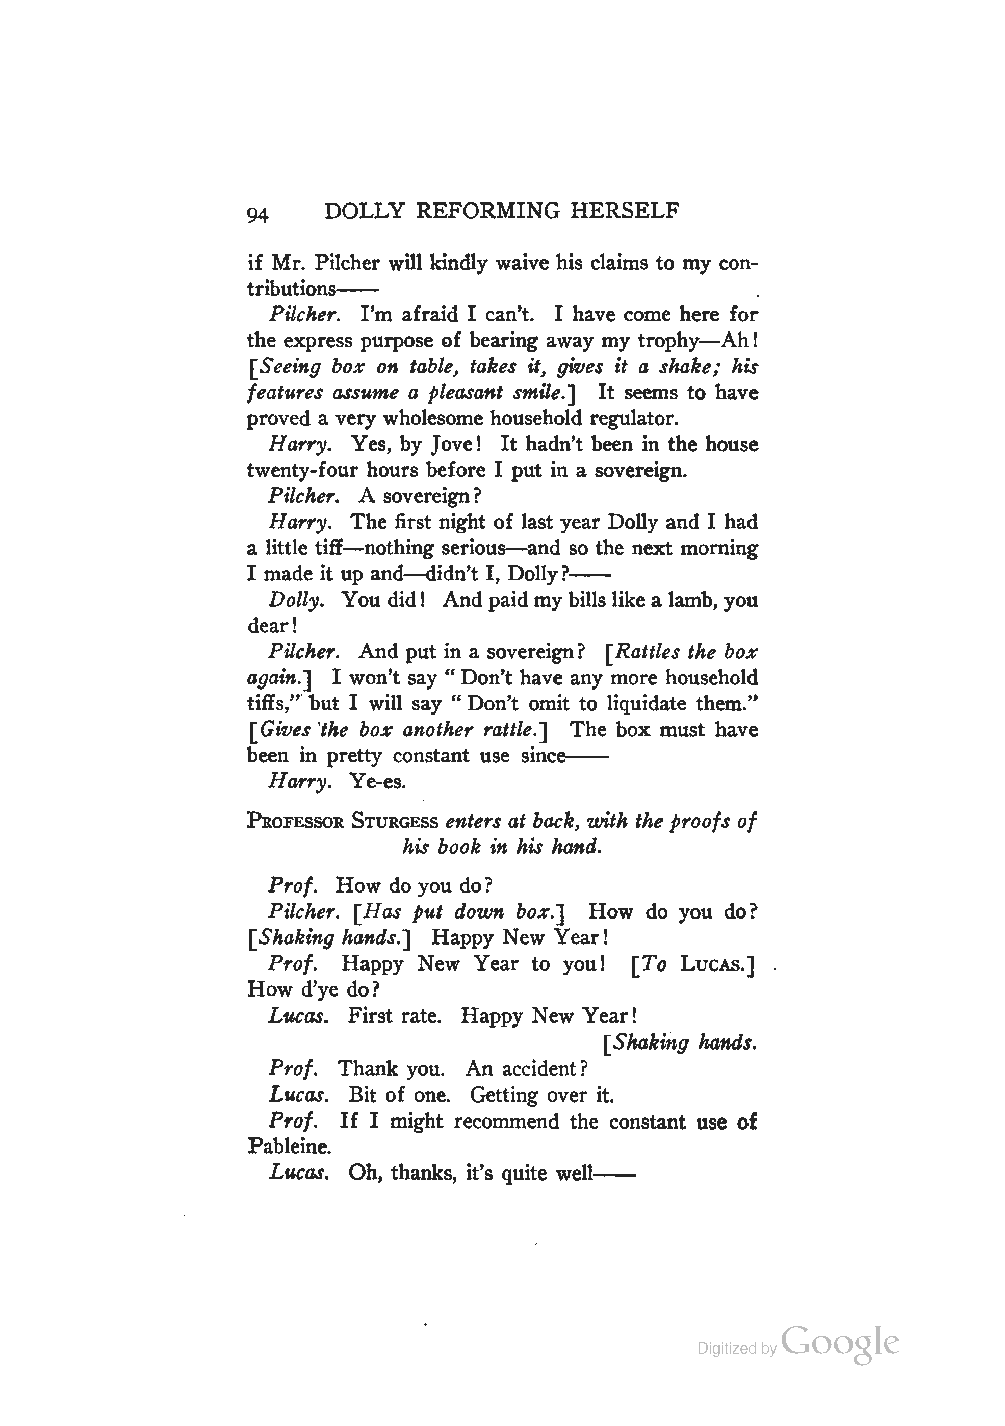 94 DOLLY REFORMING HERSELF
if Mr. Pilcher will kindly waive his claims to my con-
tributions——
Pilcher. I'm afraid I can't. I have come here for
the express purpose of bearing away my trophy—Ah!
[Seeing box on table, takes it, gives it a shake; his
features assume a pleasant smile.] It seems to have
proved a very wholesome household regulator.
Harry. Yes, by Jove! It hadn't been in the house
twenty-four hours before I put in a sovereign.
Pilcher. A sovereign?
Harry. The first night of last year Dolly and I had
a little tiff—nothing serious—and so the next morning
I made it up and—didn't I, Dolly?——
Dolly. You did! And paid my bills like a lamb, you
dear!
Pilcher. And put in a sovereign? [Rattles the box
again.] I won't say "Don't have any more household
tiffs," but I will say "Don't omit to liquidate them."
[Gives the box another rattle.] The box must have
been in pretty constant use since——
Harry. Ye-es.
PROFESSOR STURGESS enters at back, with the proofs of
his book in his hand.
Prof. How do you do?
Pilcher. [Has put down box.] How do you do?
[Shaking hands.] Happy New Year!
Prof. Happy New Year to you! [To LUCAS.]
How d'ye do?
Lucas. First rate. Happy New Year!
[Shaking hands.
Prof. Thank you. An accident?
Lucas. Bit of one. Getting over it.
Prof. If I might recommend the constant use of
Pableine.
Lucas. Oh, thanks, it's quite well——
Digitized by Google